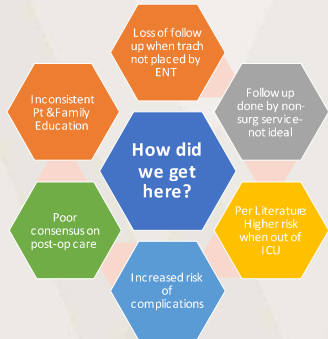 Loss of follow
up when trach
not placed by
ENT
Follow up
done by non-
surg service-
not ideal
Per Literature:
Higher risk
when out of
ICU
Increased risk
of
complications
Poor
consensus on
post-op care
Inconsistent
Pt & Family
Education
How did
we get
here?